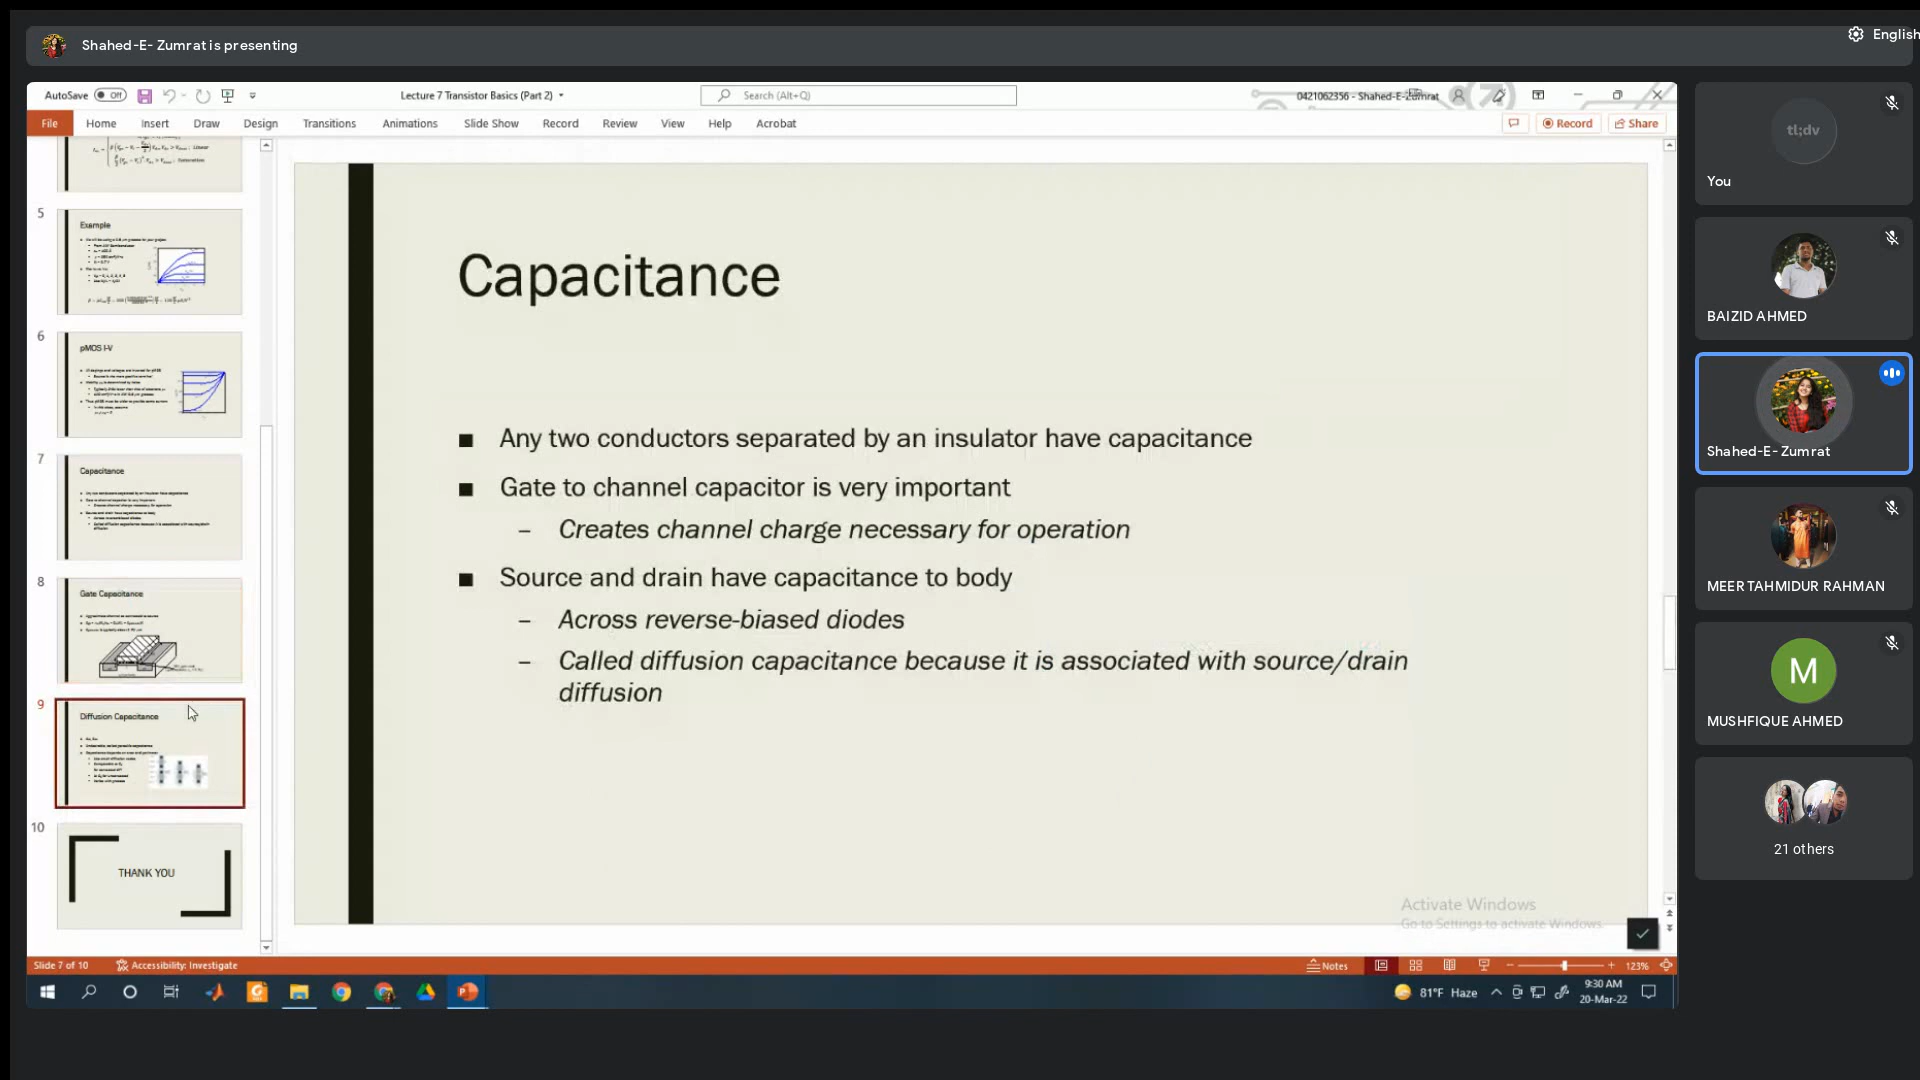 Shahed-E- Zumrat is presenting
English
AutoSave Off
Lecture 7 Transistor Basics (Part 2)
Search (Alt+Q)
0421062356 - Shahed-E-Zumrat
File Home Insert Draw Design Transitions Animations Slide Show Record Review View Help Acrobat
Record
Share
5
Example
6
pMOS I-V
7
Capacitance
8
Gate Capacitance
9
Diffusion Capacitance
10
THANK YOU
Capacitance
■ Any two conductors separated by an insulator have capacitance
■ Gate to channel capacitor is very important
– Creates channel charge necessary for operation
■ Source and drain have capacitance to body
– Across reverse-biased diodes
– Called diffusion capacitance because it is associated with source/drain
diffusion
Activate Windows
Go to Settings to activate Windows.
Slide 7 of 10
Accessibility: Investigate
Notes
123%
81°F Haze
9:30 AM
20-Mar-22
tl;dv
You
BAIZID AHMED
Shahed-E- Zumrat
MEER TAHMIDUR RAHMAN
M
MUSHFIQUE AHMED
21 others